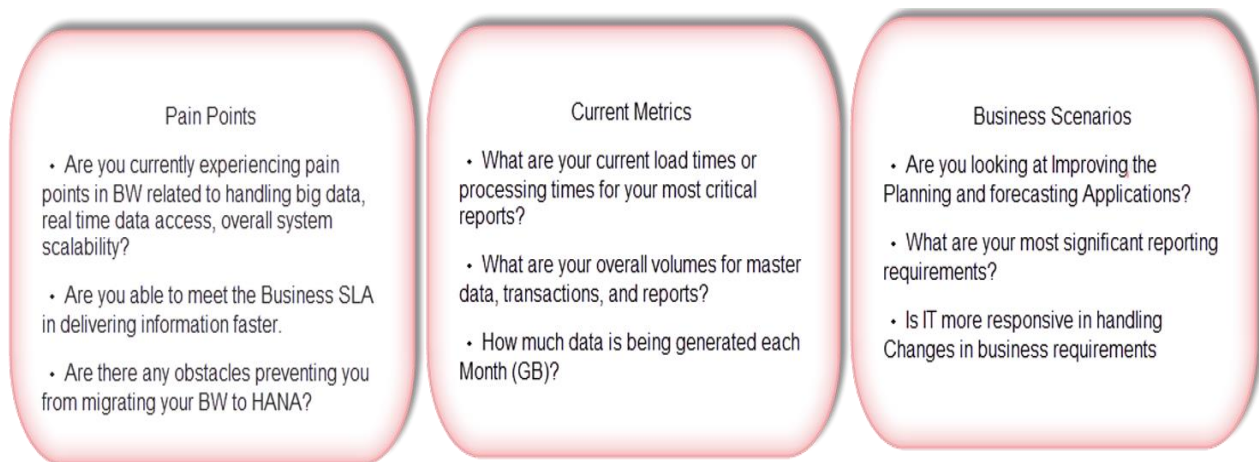 Pain Points
• Are you currently experiencing pain
points in BW related to handling big data,
real time data access, overall system
scalability?
• Are you able to meet the Business SLA
in delivering information faster.
• Are there any obstacles preventing you
from migrating your BW to HANA?
Current Metrics
• What are your current load times or
processing times for your most critical
reports?
• What are your overall volumes for master
data, transactions, and reports?
• How much data is being generated each
Month (GB)?
Business Scenarios
• Are you looking at Improving the
Planning and forecasting Applications?
• What are your most significant reporting
requirements?
• Is IT more responsive in handling
Changes in business requirements